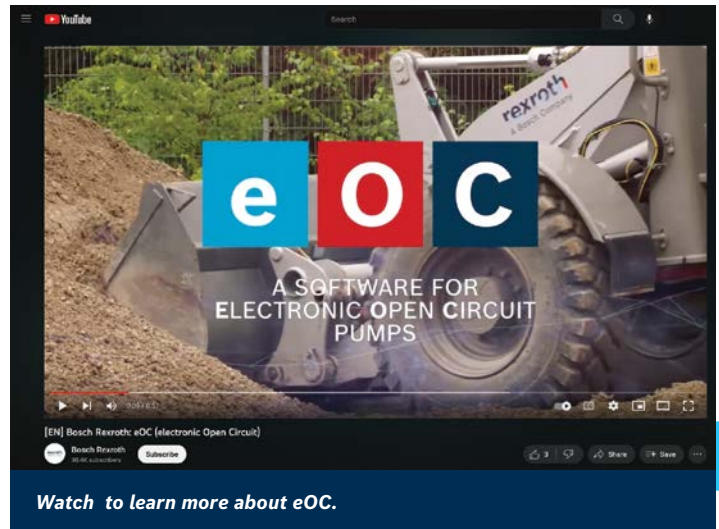 YouTube
Search
rexroth
A Bosch Company
e O C
A SOFTWARE FOR
ELECTRONIC OPEN CIRCUIT
PUMPS
[EN] Bosch Rexroth: eOC (electronic Open Circuit)
Bosch Rexroth
Subscribe
3
Share
Save
Watch to learn more about eOC.